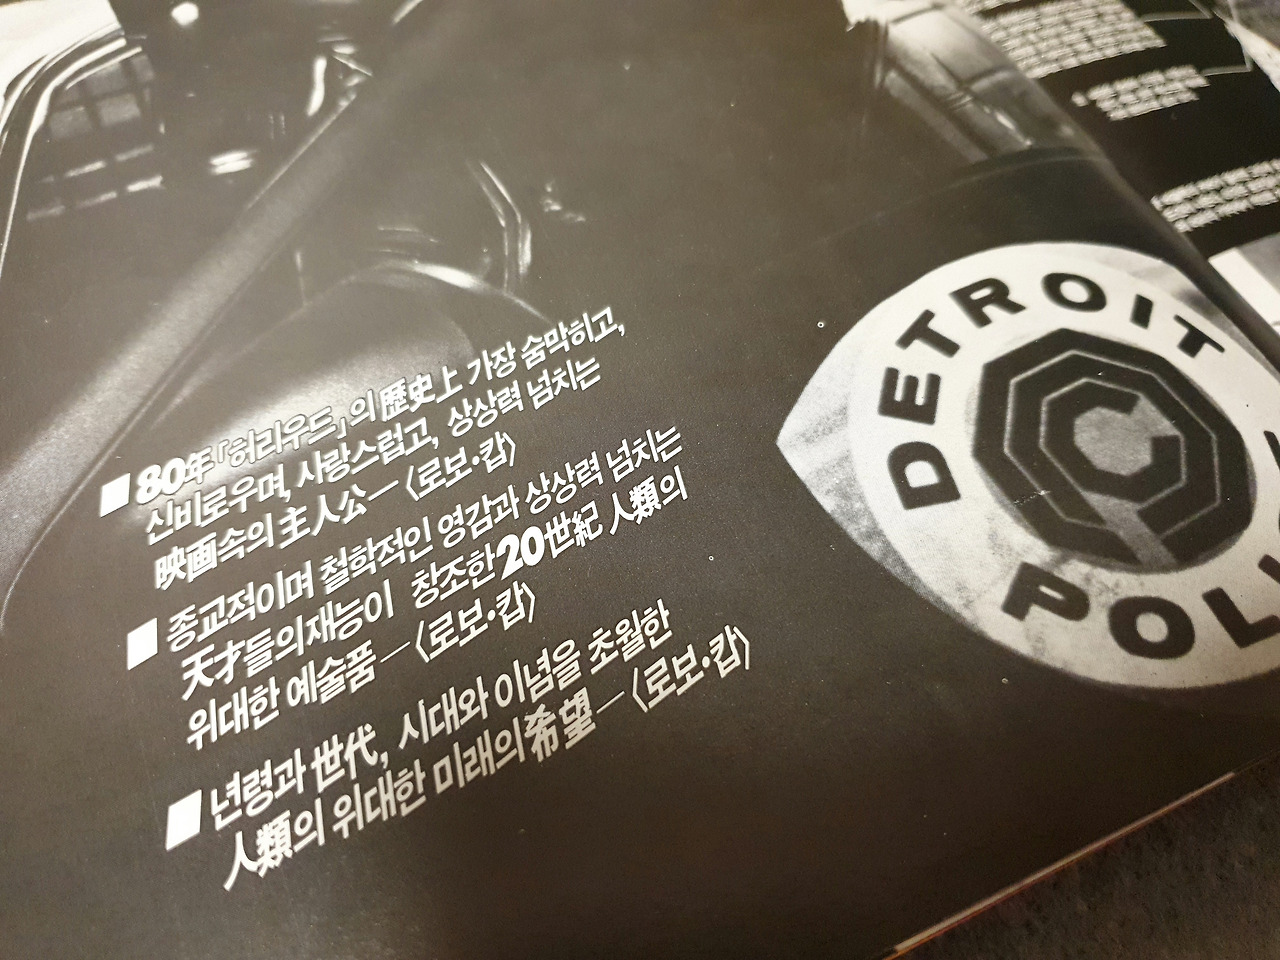 ■80年「허리우드」의 歷史上 가장 숨막히고,
신비로우며, 사랑스럽고, 상상력 넘치는
映画속의 主人公—〈로보·캅〉
■종교적이며 철학적인 영감과 상상력 넘치는
天才들의 재능이 창조한 20世紀 人類의
위대한 예술품—〈로보·캅〉
■년령과 世代, 시대와 이념을 초월한
人類의 위대한 미래의 希望—〈로보·캅〉
DETROIT
POLI